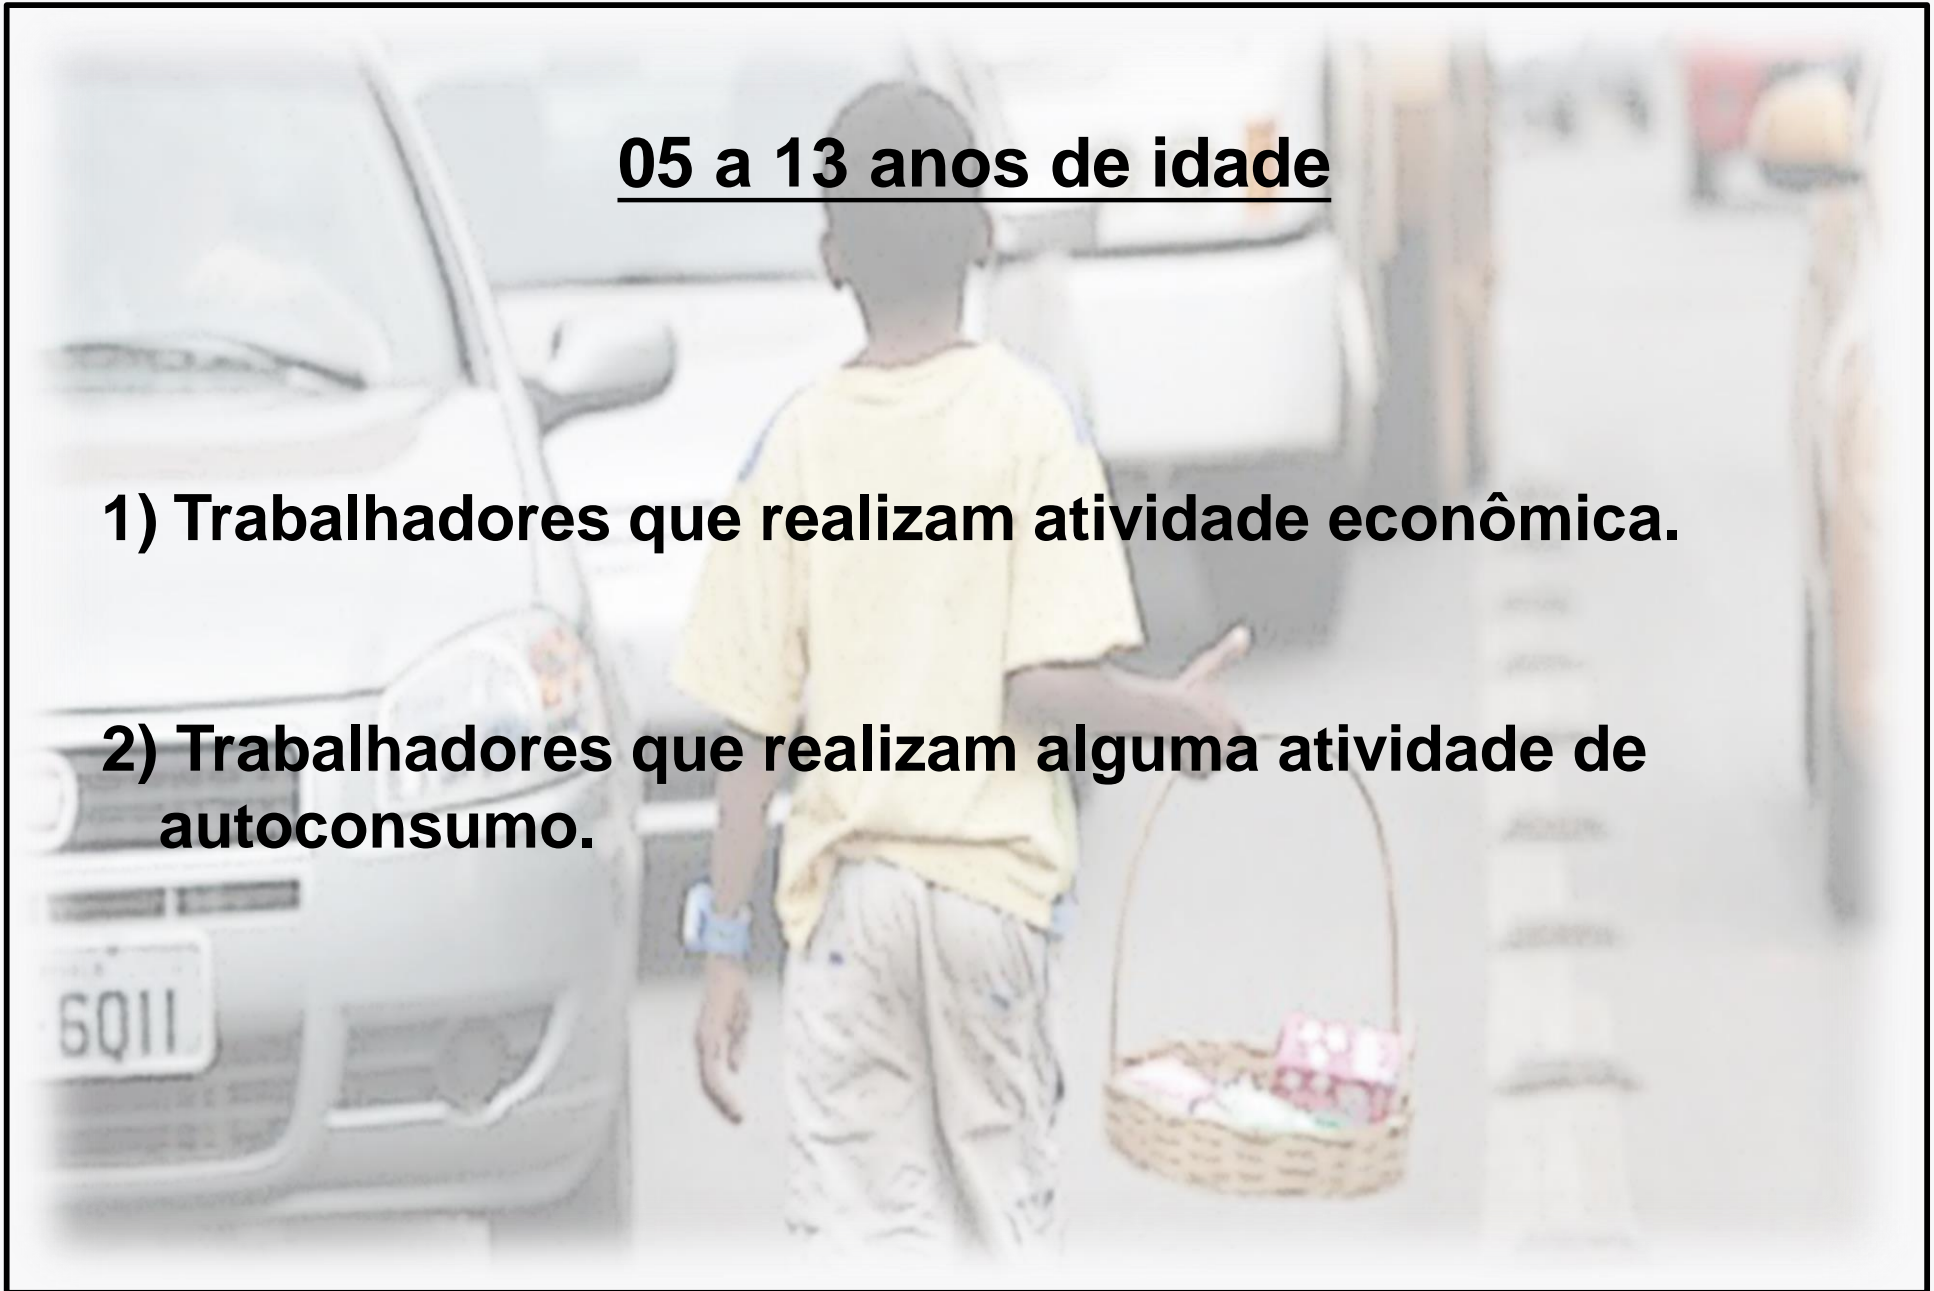 05 a 13 anos de idade
1) Trabalhadores que realizam atividade econômica.
2) Trabalhadores que realizam alguma atividade de
autoconsumo.
6011